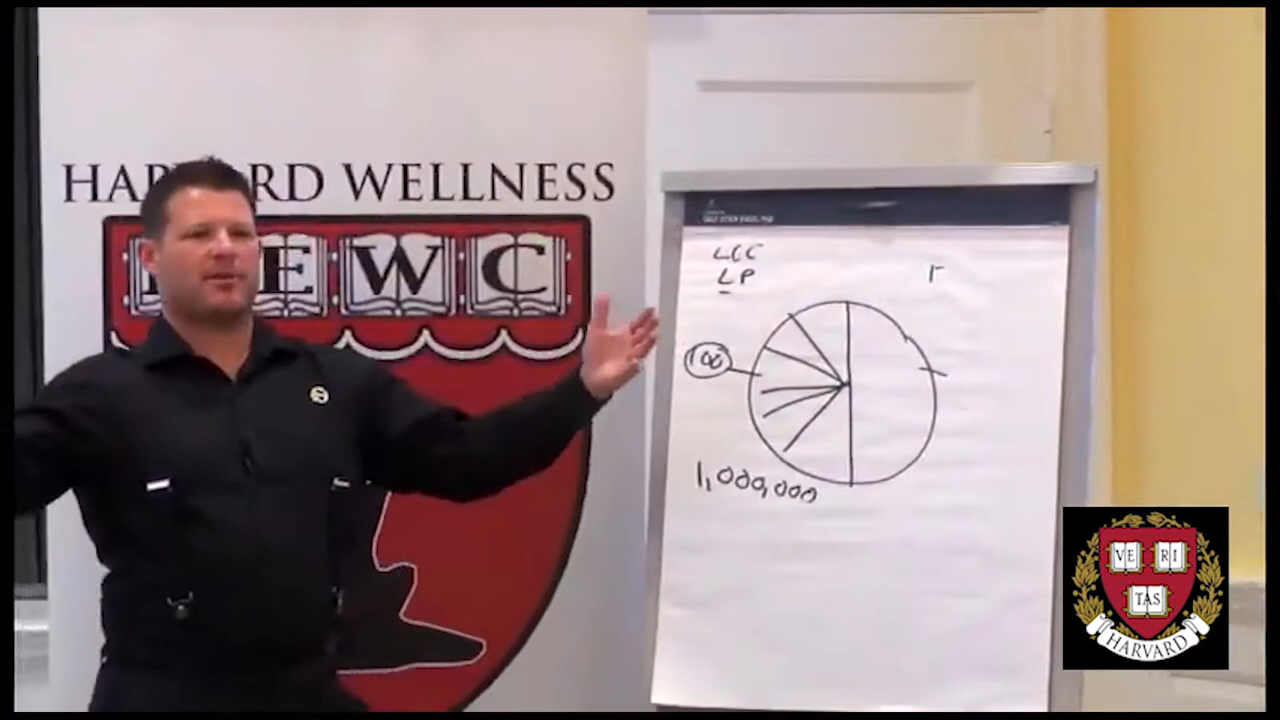 HARVARD WELLNESS
EWC
LCC
LP
100
1,000,000
VE RI
TAS
HARVARD